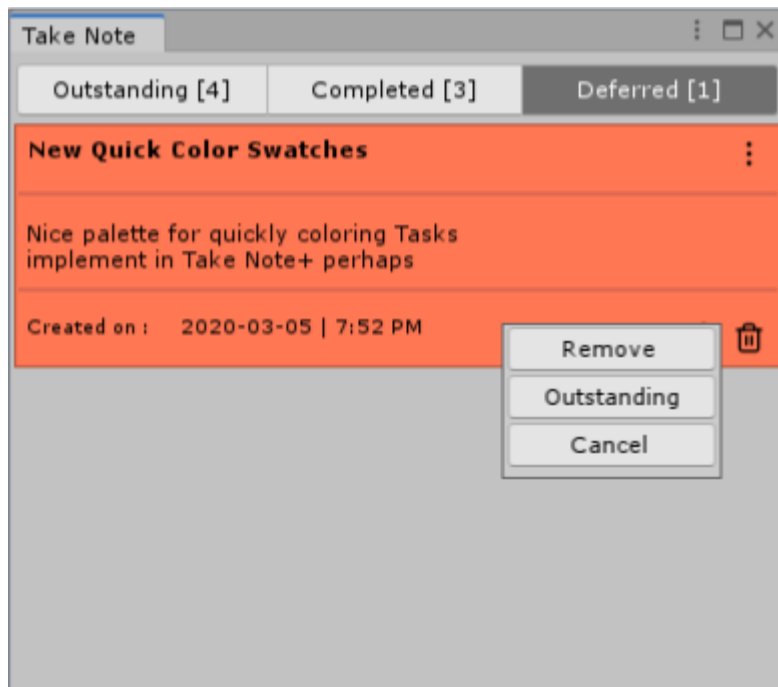 Take Note
Outstanding [4] Completed [3] Deferred [1]
New Quick Color Swatches
Nice palette for quickly coloring Tasks
implement in Take Note+ perhaps
Created on : 2020-03-05 | 7:52 PM
Remove
Outstanding
Cancel